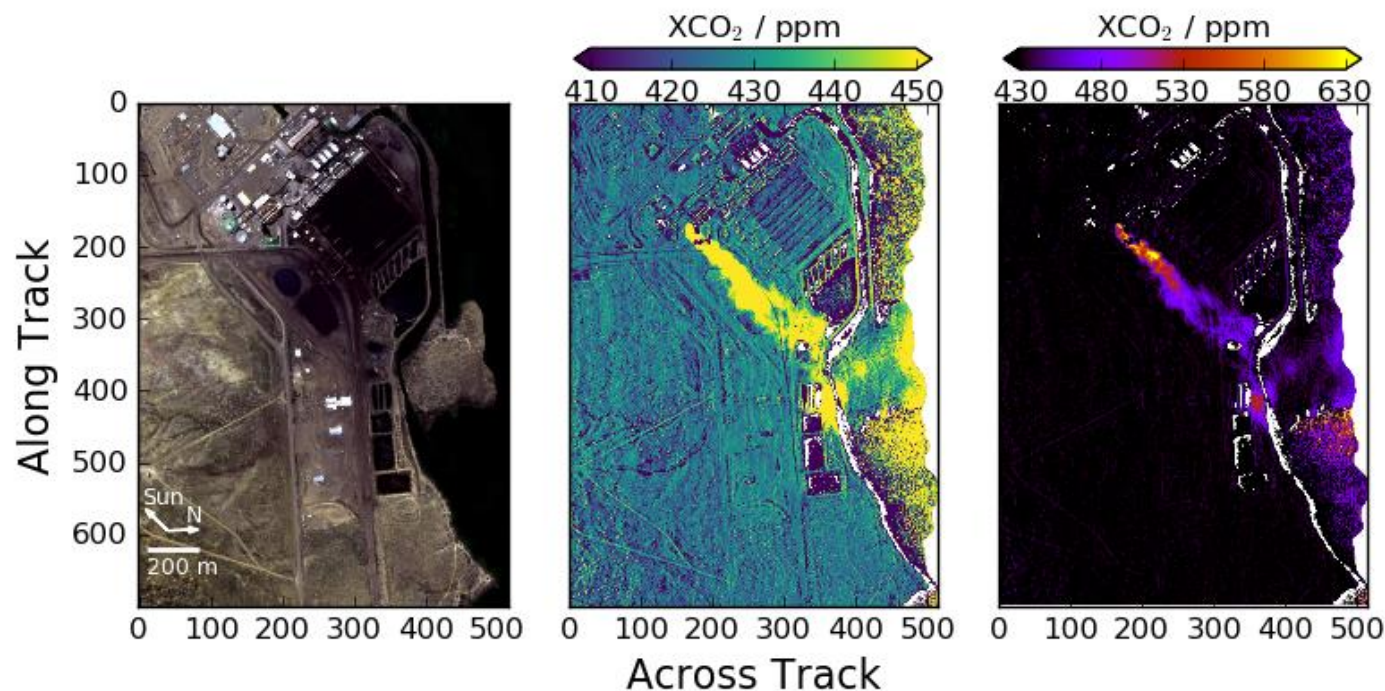 XCO₂ / ppm
XCO₂ / ppm
410 420 430 440 450
430 480 530 580 630
0
100
200
300
400
500
600
Along Track
Sun
N
200 m
0 100 200 300 400 500
0 100 200 300 400 500
0 100 200 300 400 500
Across Track